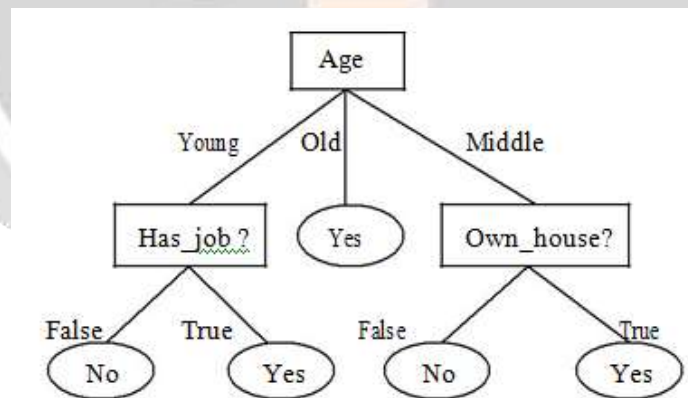 Age
Young Old Middle
Has_job ? Yes Own_house?
False True False True
No Yes No Yes